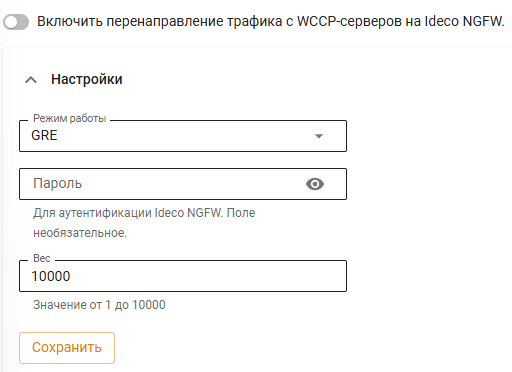 Включить перенаправление трафика с WCCP-серверов на Ideco NGFW.
Настройки
Режим работы
GRE
Пароль
Для аутентификации Ideco NGFW. Поле
необязательное.
Вес
10000
Значение от 1 до 10000
Сохранить